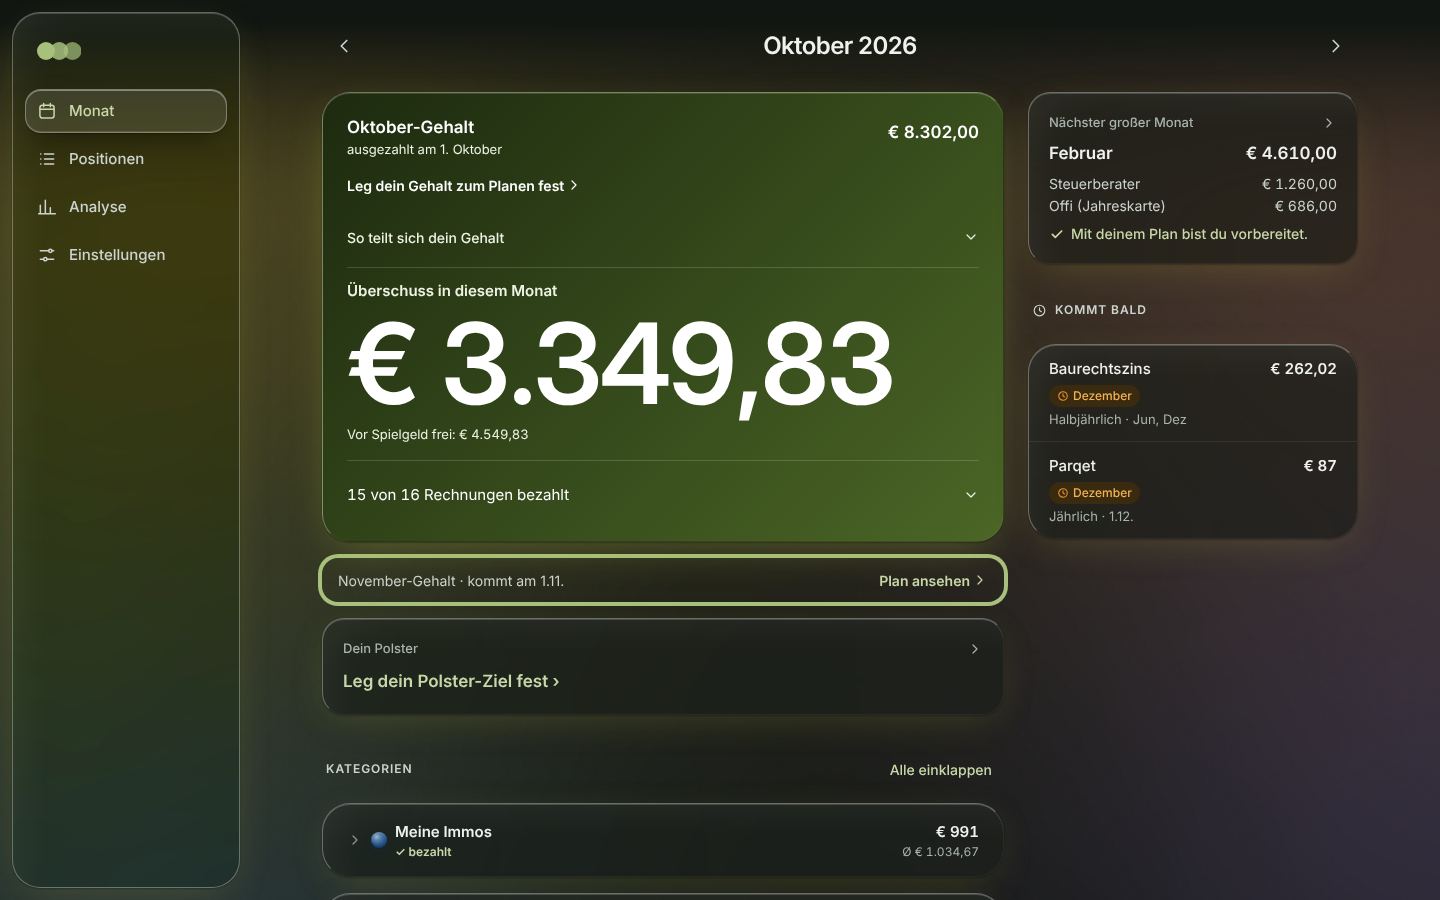 Monat
Positionen
Analyse
Einstellungen
Oktober 2026
Oktober-Gehalt
€ 8.302,00
ausgezahlt am 1. Oktober
Leg dein Gehalt zum Planen fest
So teilt sich dein Gehalt
Überschuss in diesem Monat
€ 3.349,83
Vor Spielgeld frei: € 4.549,83
15 von 16 Rechnungen bezahlt
November-Gehalt · kommt am 1.11.
Plan ansehen
Dein Polster
Leg dein Polster-Ziel fest ›
KATEGORIEN
Alle einklappen
Meine Immos
€ 991
✓ bezahlt
Ø € 1.034,67
Nächster großer Monat
Februar
€ 4.610,00
Steuerberater
€ 1.260,00
Offi (Jahreskarte)
€ 686,00
Mit deinem Plan bist du vorbereitet.
KOMMT BALD
Baurechtszins
€ 262,02
Dezember
Halbjährlich · Jun, Dez
Parqet
€ 87
Dezember
Jährlich · 1.12.